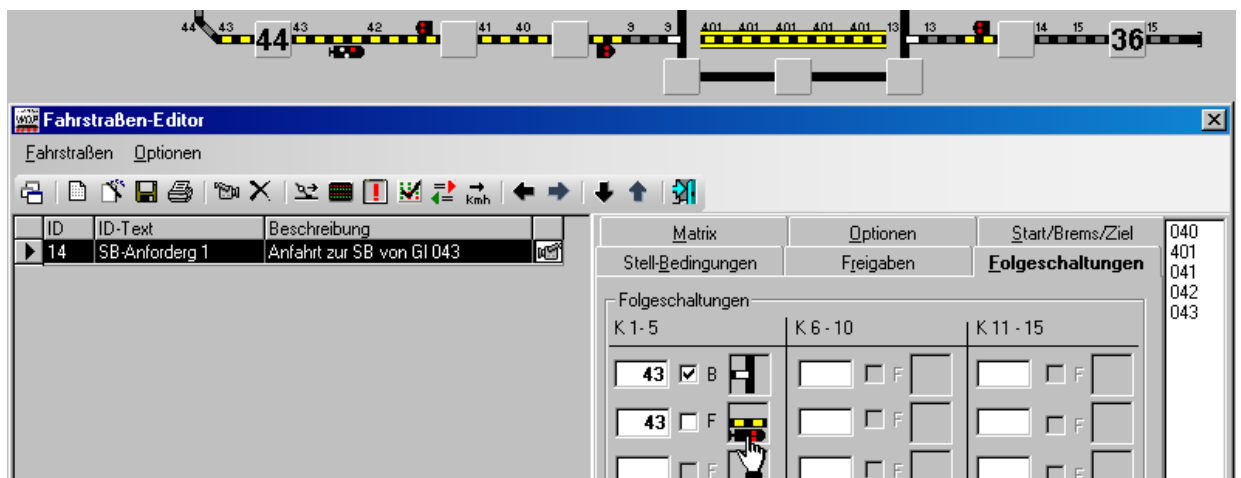 44 43 44 43 42 41 40 9 9 401 401 401 401 401 13 13 14 15 36 15
Fahrstraßen-Editor
Fahrstraßen Optionen
Kmh
ID ID-Text Beschreibung
14 SB-Anforderg 1 Anfahrt zur SB von Gl 043
Matrix Optionen Start/Brems/Ziel
Stell-Bedingungen Freigaben Folgeschaltungen
040
401
041
042
043
Folgeschaltungen
K 1- 5 K 6 - 10 K 11 - 15
43 B F F
43 F F F
F F F